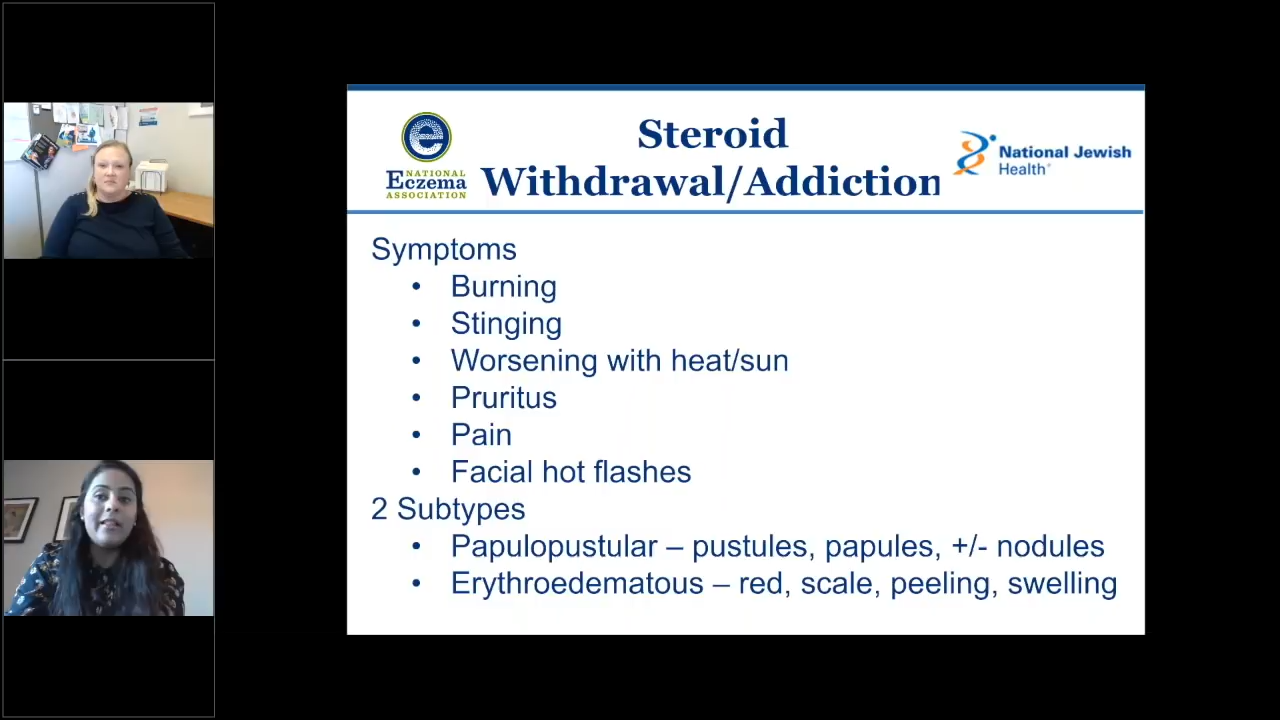 Steroid
Withdrawal/Addiction
NATIONAL
Eczema
ASSOCIATION
National Jewish
Health®
Symptoms
• Burning
• Stinging
• Worsening with heat/sun
• Pruritus
• Pain
• Facial hot flashes
2 Subtypes
• Papulopustular – pustules, papules, +/- nodules
• Erythroedematous – red, scale, peeling, swelling